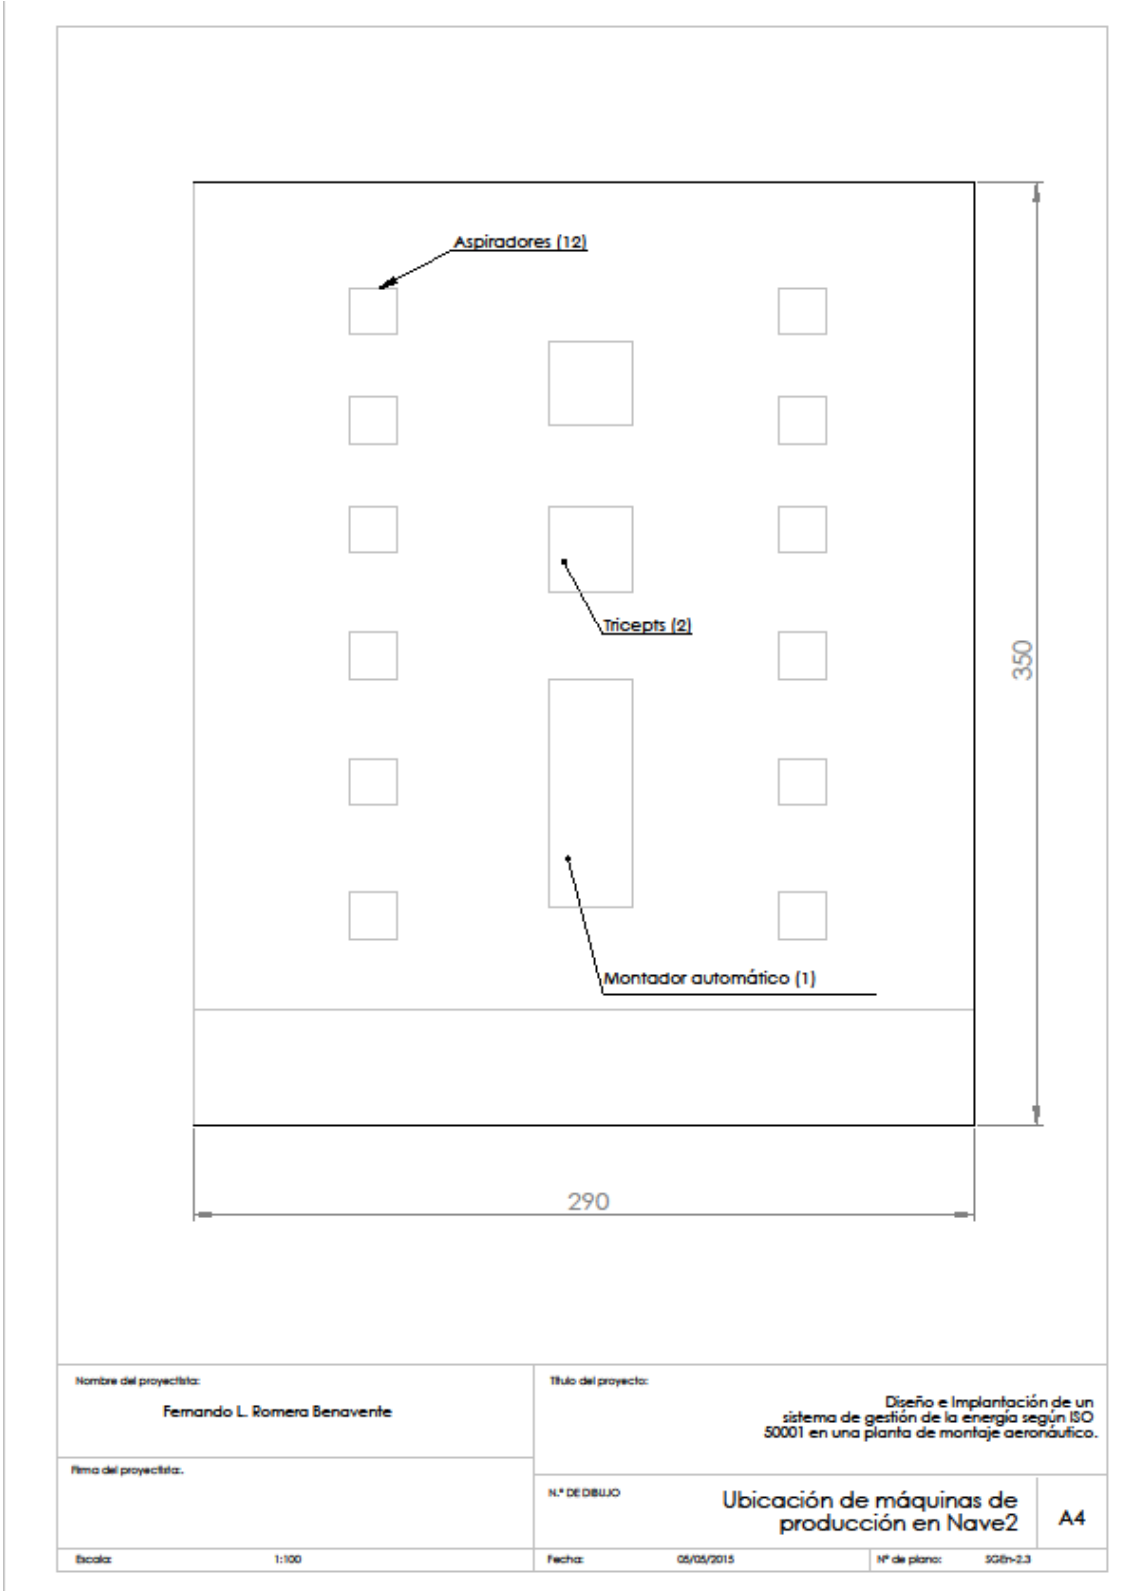 Aspiradores (12)
Tricepts (2)
350
Montador automático (1)
290
Nombre del proyectista:
Fernando L. Romera Benavente
Título del proyecto:
Diseño e Implantación de un
sistema de gestión de la energía según ISO
50001 en una planta de montaje aeronáutico.
Firma del proyectista:.
N.º DE DIBUJO
Ubicación de máquinas de
producción en Nave2
A4
Escala: 1:100 Fecha: 05/05/2015 Nº de plano: SGEn-2.3